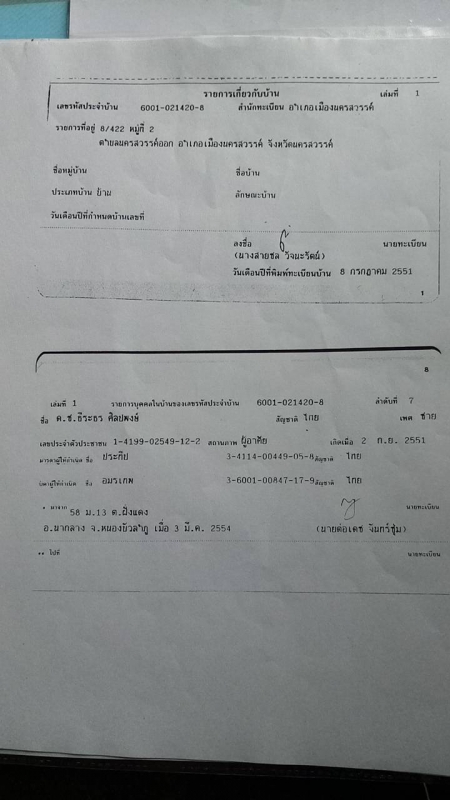 รายการเกี่ยวกับบ้าน เล่มที่ 1
เลขรหัสประจำบ้าน 6001-021420-8 สำนักทะเบียน อำเภอเมืองนครสวรรค์
รายการที่อยู่ 8/422 หมู่ที่ 2
ตำบลนครสวรรค์ออก อำเภอเมืองนครสวรรค์ จังหวัดนครสวรรค์
ชื่อหมู่บ้าน ชื่อบ้าน
ประเภทบ้าน บ้าน ลักษณะบ้าน
วันเดือนปีที่กำหนดบ้านเลขที่
ลงชื่อ นายทะเบียน
(นางสายชล วัจนะรัตน์)
วันเดือนปีที่พิมพ์ทะเบียนบ้าน 8 กรกฎาคม 2551
1
8
เล่มที่ 1 รายการบุคคลในบ้านของเลขรหัสประจำบ้าน 6001-021420-8 ลำดับที่ 7
ชื่อ ด.ช.ธีระธร ศิลปพงษ์ สัญชาติ ไทย เพศ ชาย
เลขประจำตัวประชาชน 1-4199-02549-12-2 สถานภาพ ผู้อาศัย เกิดเมื่อ 2 ก.ย. 2551
มารดาผู้ให้กำเนิด ชื่อ ประกีย 3-4114-00449-05-8 สัญชาติ ไทย
บิดาผู้ให้กำเนิด ชื่อ อมรเทพ 3-6001-00847-17-9 สัญชาติ ไทย
* มาจาก 58 ม.13 ต.ฝั่งแดง นายทะเบียน
อ.นากลาง จ.หนองบัวลำภู เมื่อ 3 มี.ค. 2554 (นายต่อเดช จันทร์ชุ่ม)
** ไปที่ นายทะเบียน